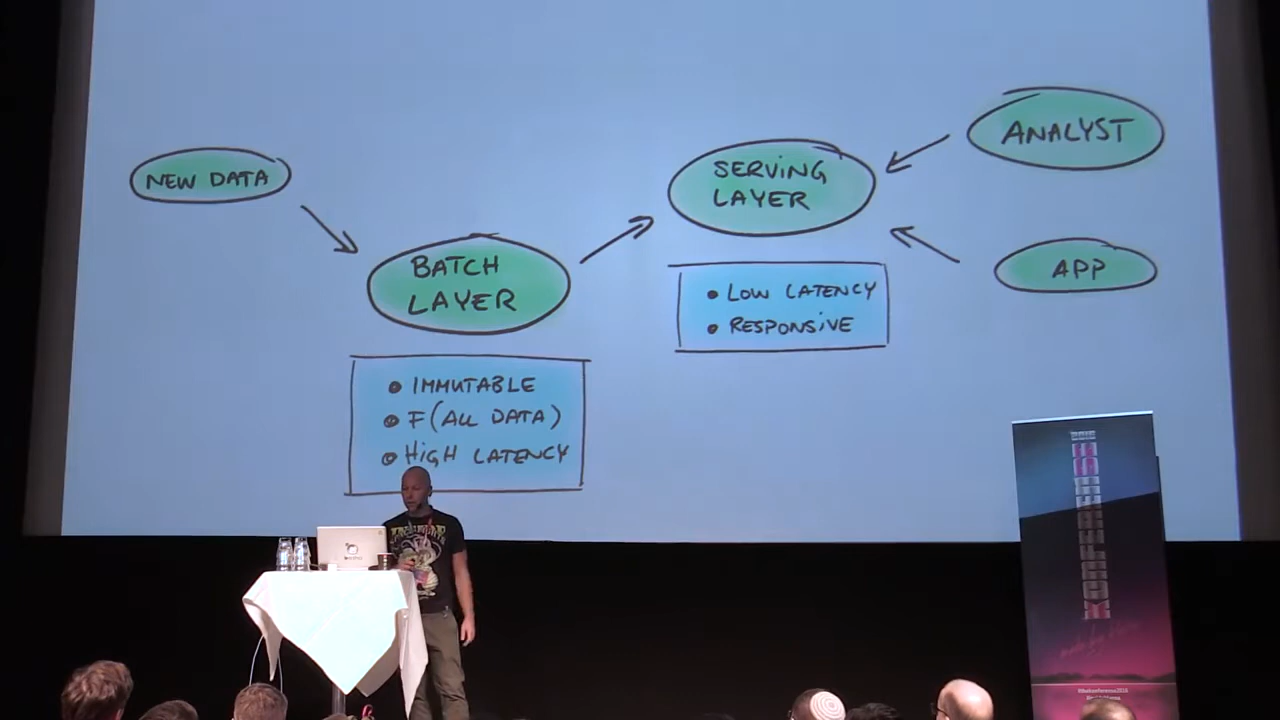 NEW DATA
BATCH
LAYER
• IMMUTABLE
• F(ALL DATA)
• HIGH LATENCY
SERVING
LAYER
• LOW LATENCY
• RESPONSIVE
ANALYST
APP